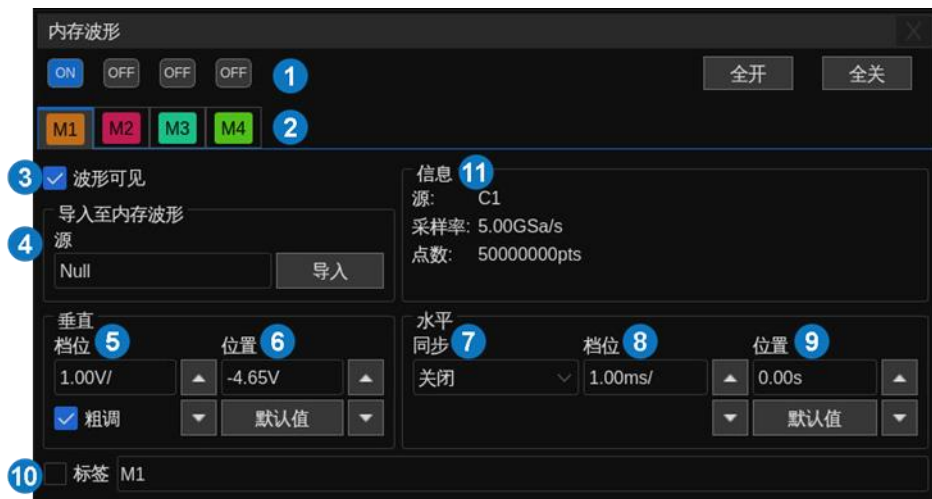 内存波形
X
ON OFF OFF OFF 1 全开 全关
M1 M2 M3 M4 2
3 波形可见
导入至内存波形
4 源
Null 导入
信息 11
源: C1
采样率: 5.00GSa/s
点数: 50000000pts
垂直
档位 5 位置 6
1.00V/ -4.65V
粗调 默认值
水平
同步 7 档位 8 位置 9
关闭 1.00ms/ 0.00s
默认值
10 标签 M1